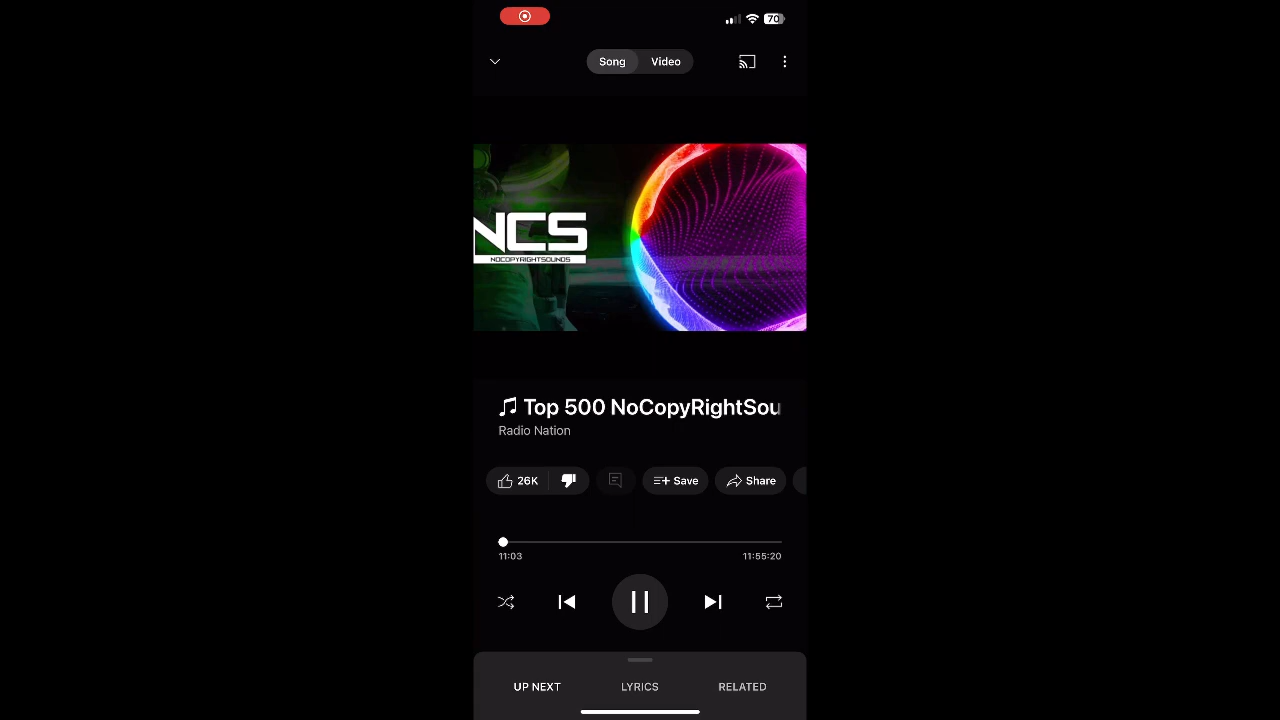 70
Song Video
NCS
NOCOPYRIGHTSOUNDS
Top 500 NoCopyRightSou
Radio Nation
26K Save Share
11:03 11:55:20
UP NEXT LYRICS RELATED